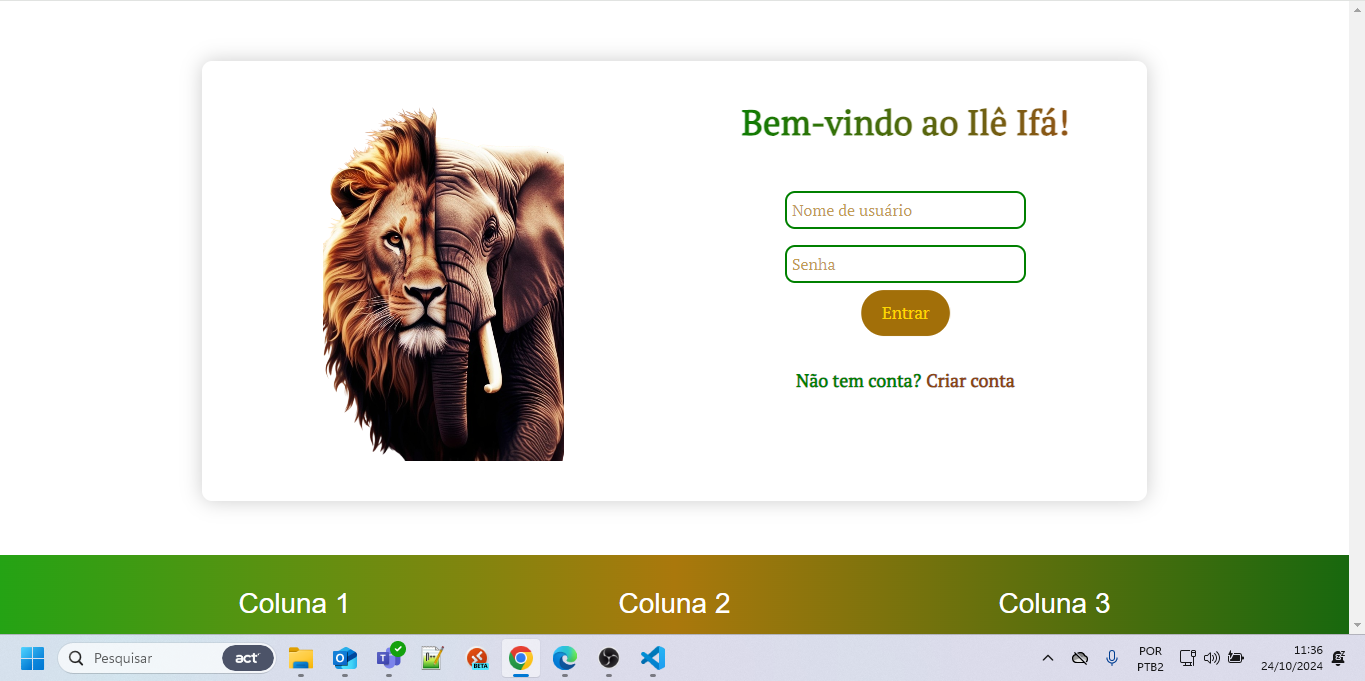 Bem-vindo ao Ilê Ifá!
Nome de usuário
Senha
Entrar
Não tem conta? Criar conta
Coluna 1 Coluna 2 Coluna 3
Pesquisar act BETA POR 11:36
PTB2 24/10/2024